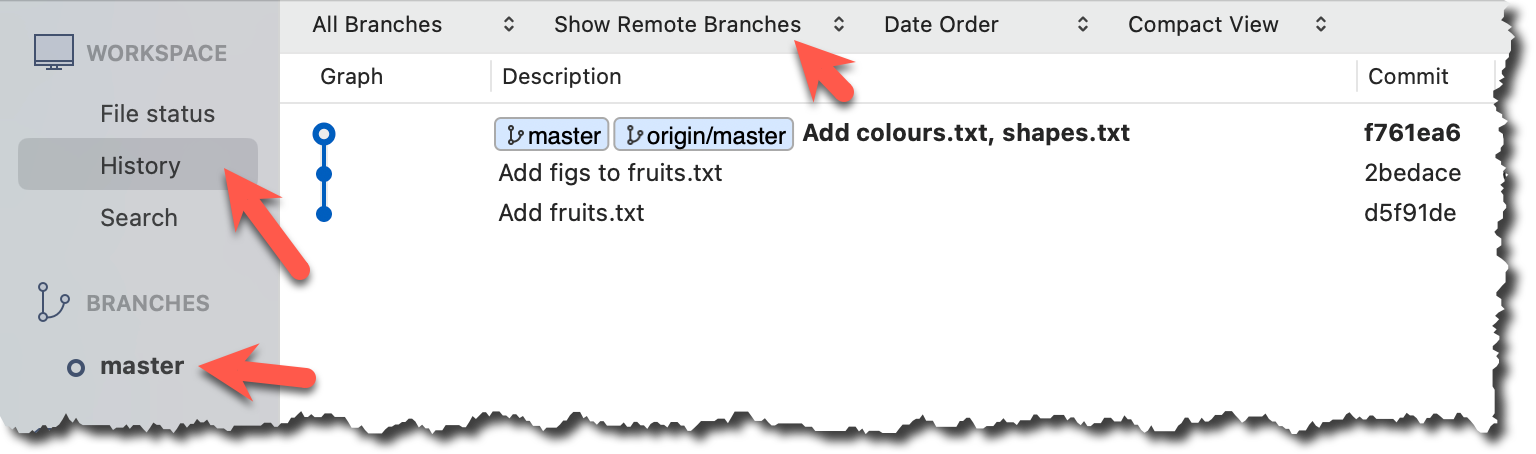 WORKSPACE
File status
History
Search
BRANCHES
master
All Branches Show Remote Branches Date Order Compact View
Graph Description Commit
master origin/master Add colours.txt, shapes.txt f761ea6
Add figs to fruits.txt 2bedace
Add fruits.txt d5f91de